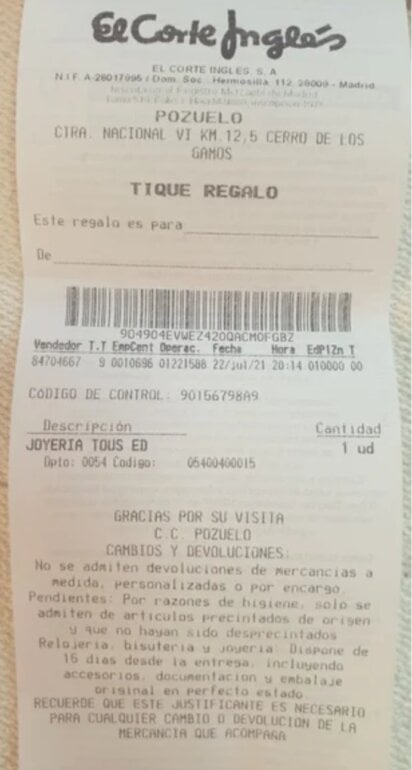 El Corte Inglés
EL CORTE INGLES, S.A.
N.I.F. A-28017895 / Dom. Soc. Hermosilla, 112, 28009 - Madrid
POZUELO
CTRA. NACIONAL VI KM.12,5 CERRO DE LOS
GAMOS
TIQUE REGALO
Este regalo es para
De
904904EVWEZ420QACMOFGBZ
Vendedor T.T EmpCent Operac. Fecha Hora EdPlZn T
84704667 9 0010696 01221588 22/jul/21 20:14 010000 00
CODIGO DE CONTROL: 90156798A9
Descripción Cantidad
JOYERIA TOUS ED 1 ud
Dpto: 0054 Codigo: 05400400015
GRACIAS POR SU VISITA
C.C. POZUELO
CAMBIOS Y DEVOLUCIONES:
No se admiten devoluciones de mercancias a
medida, personalizadas o por encargo.
Pendientes: Por razones de higiene, solo se
admiten de articulos precintados de origen
y que no hayan sido desprecintados
Relojeria, bisuteria y joyeria: Dispone de
15 dias desde la entrega, incluyendo
accesorios, documentacion y embalaje
original en perfecto estado.
RECUERDE QUE ESTE JUSTIFICANTE ES NECESARIO
PARA CUALQUIER CAMBIO O DEVOLUCION DE LA
MERCANCIA QUE ACOMPAÑA